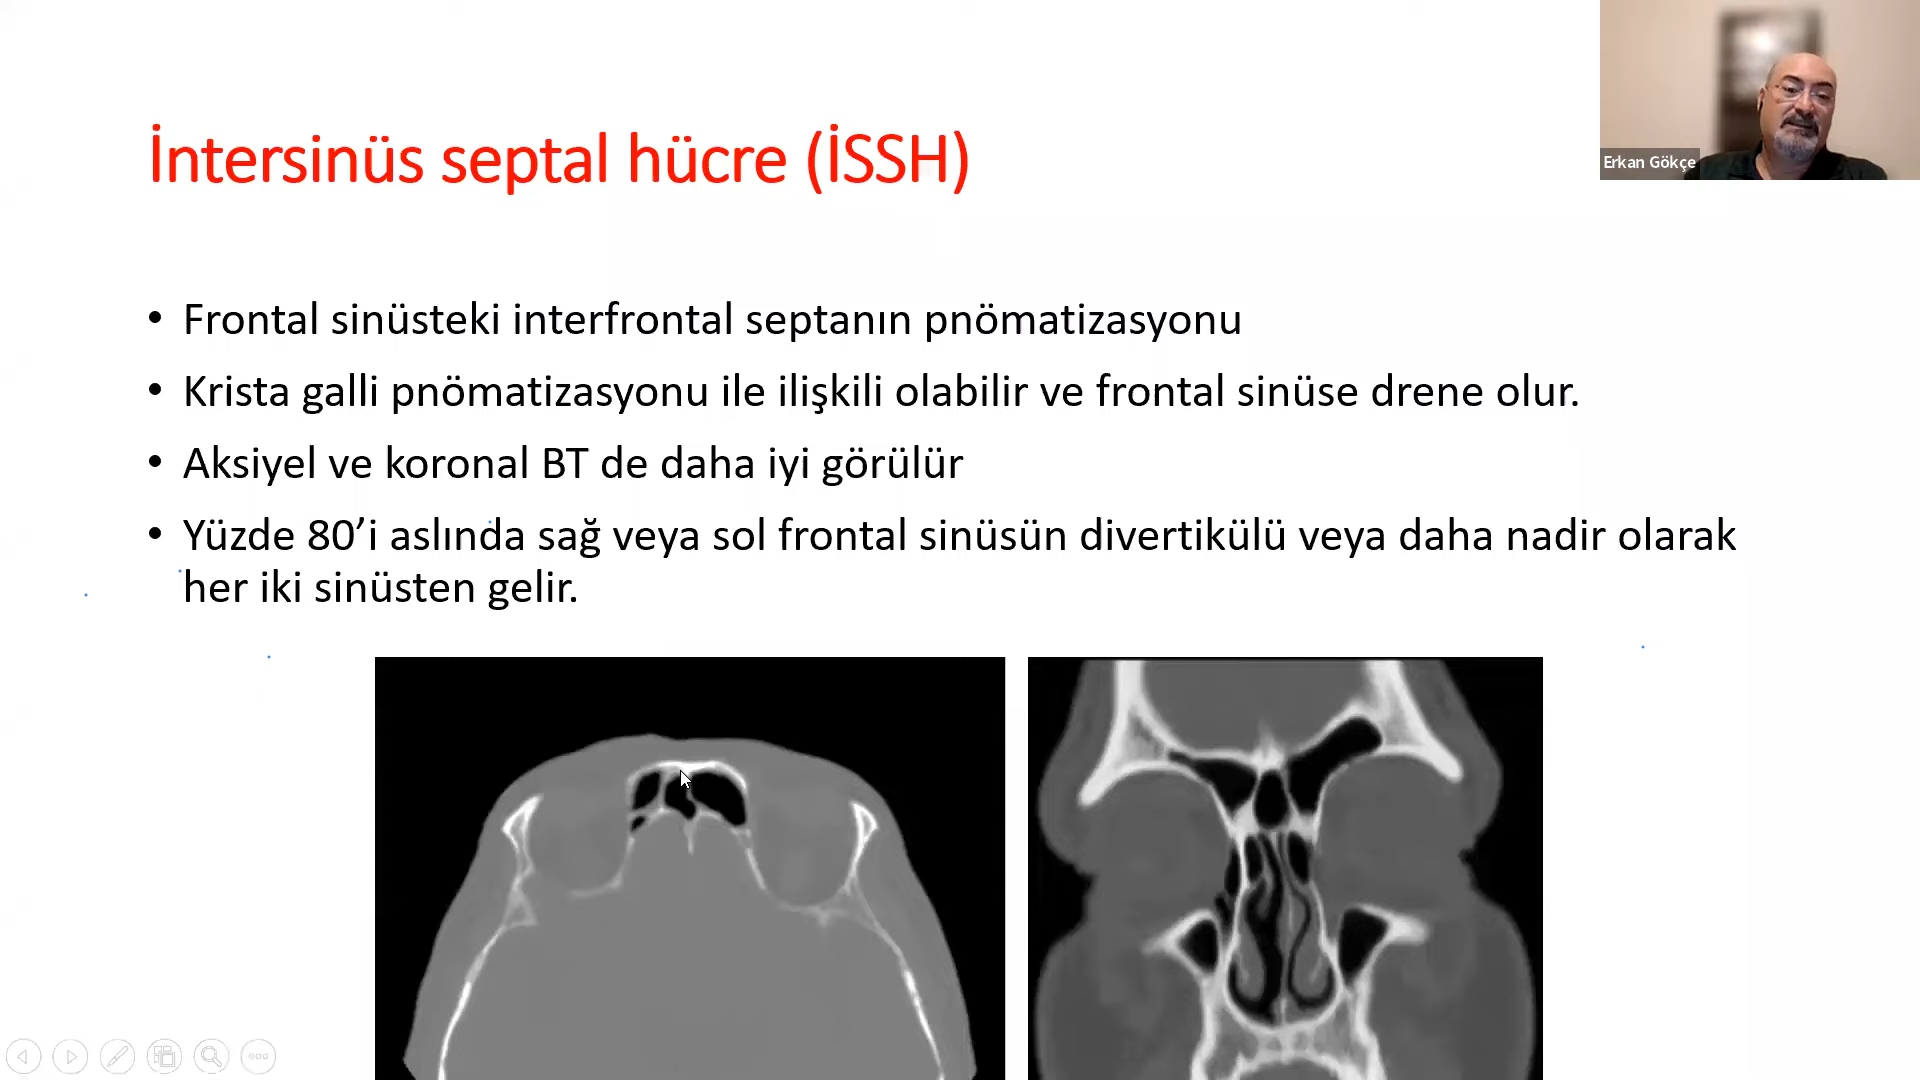 İntersinüs septal hücre (İSSH)
Erkan Gökçe
• Frontal sinüsteki interfrontal septanın pnömatizasyonu
• Krista galli pnömatizasyonu ile ilişkili olabilir ve frontal sinüse drene olur.
• Aksiyel ve koronal BT de daha iyi görülür
• Yüzde 80’i aslında sağ veya sol frontal sinüsün divertikülü veya daha nadir olarak
her iki sinüsten gelir.